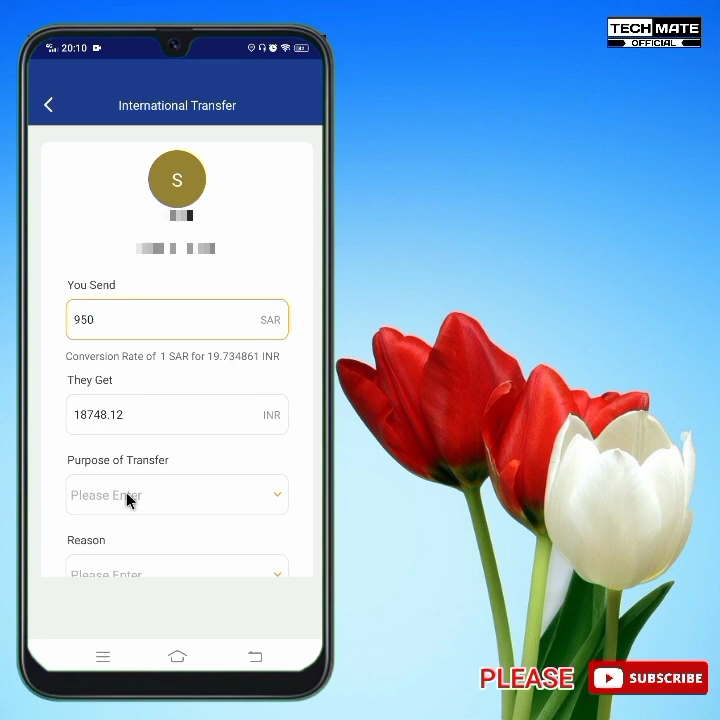 TECH MATE
OFFICIAL
20:10
International Transfer
S
You Send
950 SAR
Conversion Rate of 1 SAR for 19.734861 INR
They Get
18748.12 INR
Purpose of Transfer
Please Enter
Reason
Please Enter
PLEASE SUBSCRIBE